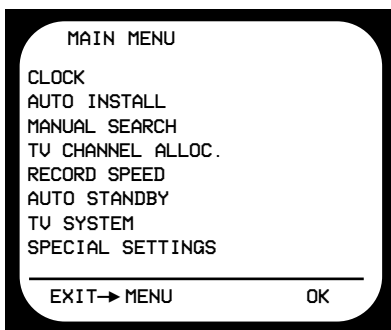 MAIN MENU
CLOCK
AUTO INSTALL
MANUAL SEARCH
TV CHANNEL ALLOC.
RECORD SPEED
AUTO STANDBY
TV SYSTEM
SPECIAL SETTINGS
EXIT→ MENU OK